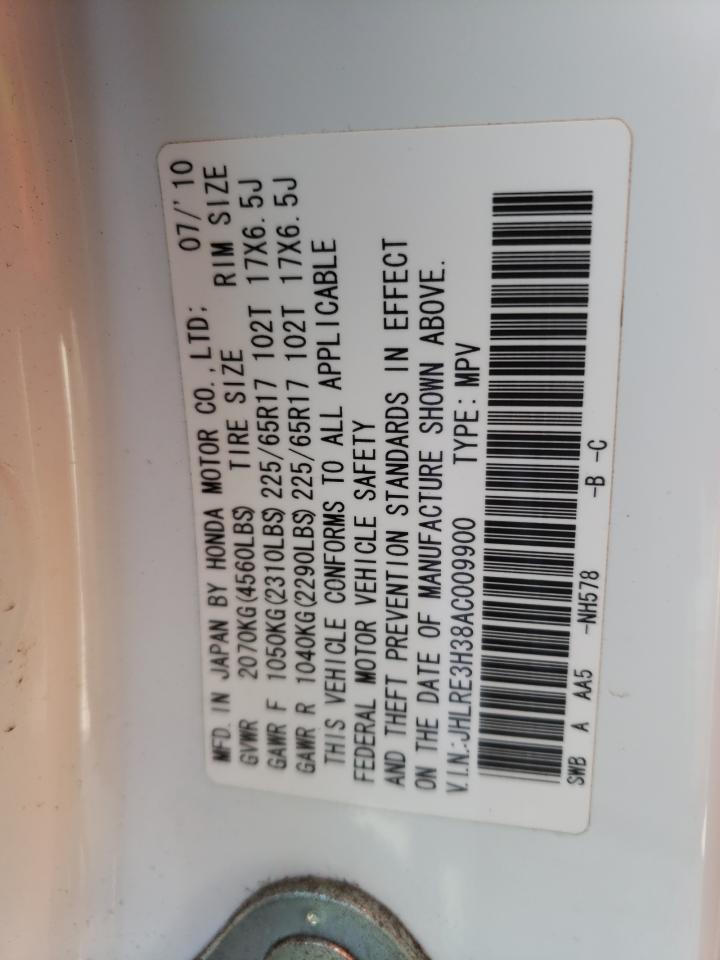 MFD. IN JAPAN BY HONDA MOTOR CO., LTD; 07/'10
GVWR 2070KG(4560LBS) TIRE SIZE RIM SIZE
GAWR F 1050KG(2310LBS) 225/65R17 102T 17X6.5J
GAWR R 1040KG(2290LBS) 225/65R17 102T 17X6.5J
THIS VEHICLE CONFORMS TO ALL APPLICABLE
FEDERAL MOTOR VEHICLE SAFETY
AND THEFT PREVENTION STANDARDS IN EFFECT
ON THE DATE OF MANUFACTURE SHOWN ABOVE.
V.I.N.:JHLRE3H38AC009900 TYPE: MPV
SWB A AA5 -NH578 -B -C